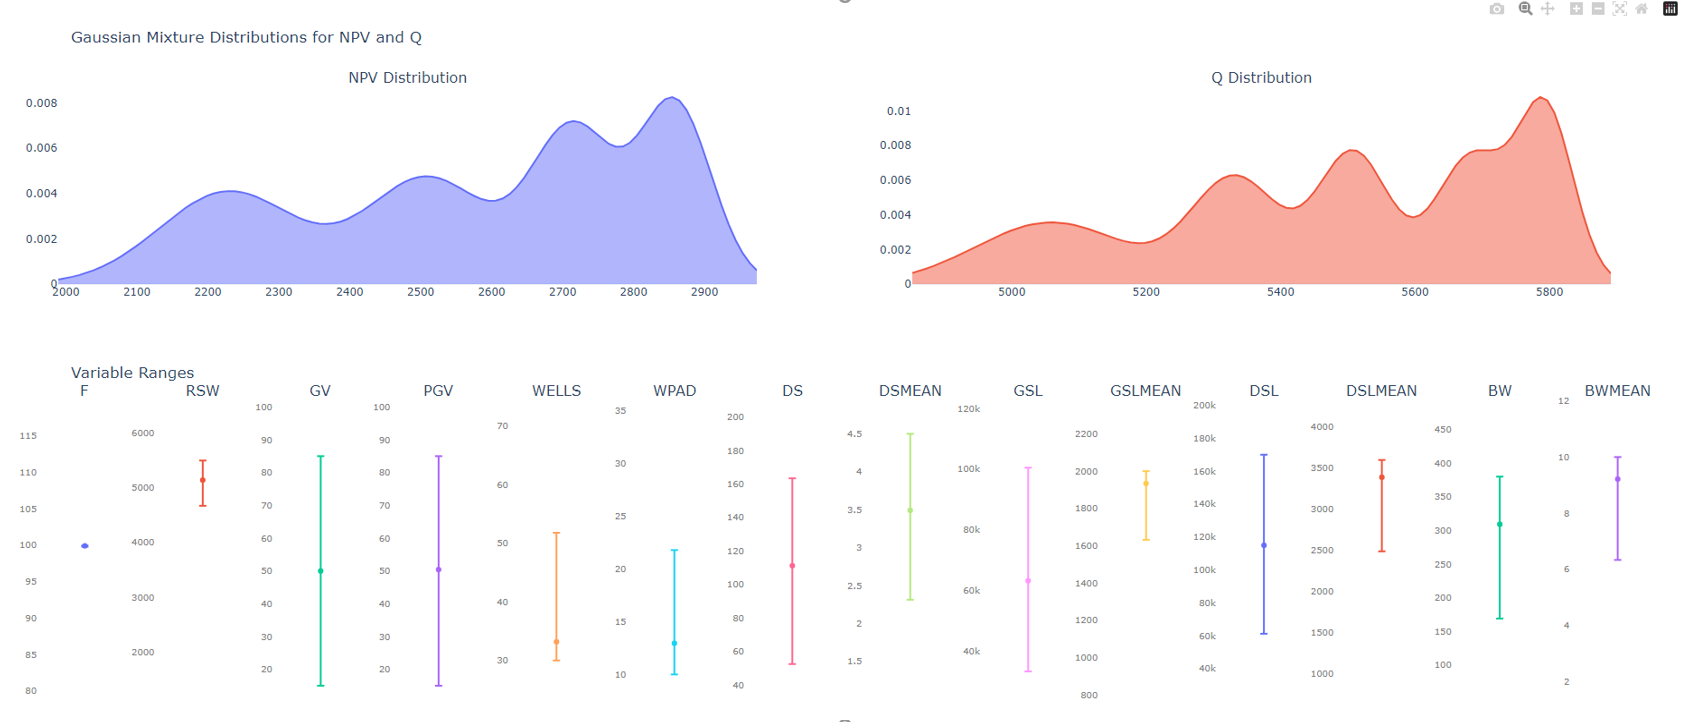 Gaussian Mixture Distributions for NPV and Q
NPV Distribution
0.008
0.006
0.004
0.002
0
2000 2100 2200 2300 2400 2500 2600 2700 2800 2900
Q Distribution
0.01
0.008
0.006
0.004
0.002
0
5000 5200 5400 5600 5800
Variable Ranges
F
115
110
105
100
95
90
85
80
RSW
6000
5000
4000
3000
2000
GV
100
90
80
70
60
50
40
30
20
PGV
100
90
80
70
60
50
40
30
20
WELLS
70
60
50
40
30
WPAD
35
30
25
20
15
10
DS
200
180
160
140
120
100
80
60
40
DSMEAN
4.5
4
3.5
3
2.5
2
1.5
GSL
120k
100k
80k
60k
40k
GSLMEAN
2200
2000
1800
1600
1400
1200
1000
800
DSL
200k
180k
160k
140k
120k
100k
80k
60k
40k
DSLMEAN
4000
3500
3000
2500
2000
1500
1000
BW
450
400
350
300
250
200
150
100
BWMEAN
12
10
8
6
4
2